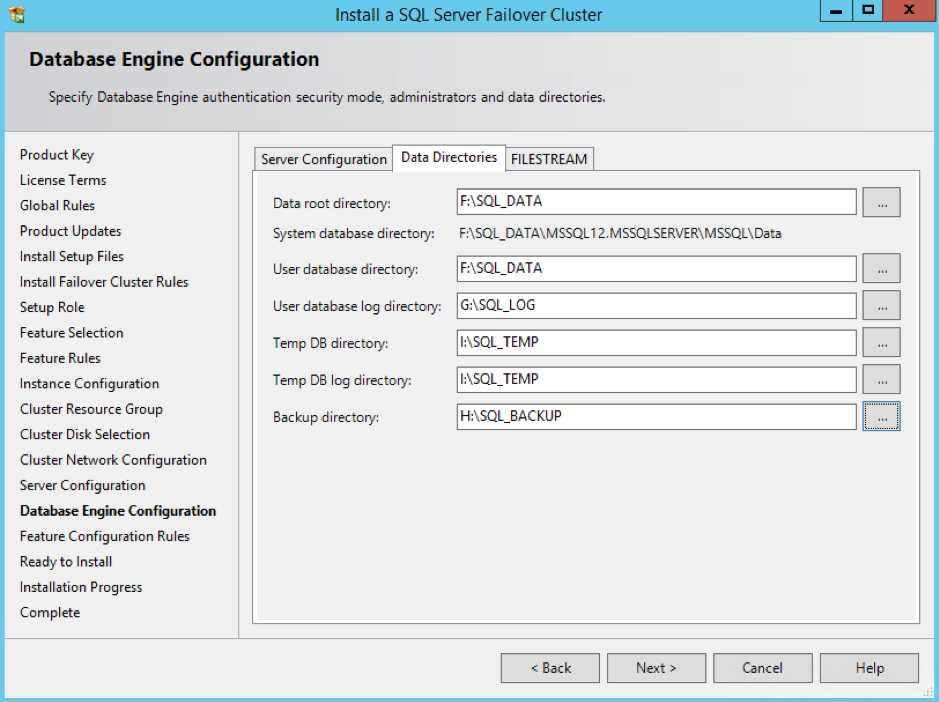 Install a SQL Server Failover Cluster
Database Engine Configuration
Specify Database Engine authentication security mode, administrators and data directories.
Product Key
License Terms
Global Rules
Product Updates
Install Setup Files
Install Failover Cluster Rules
Setup Role
Feature Selection
Feature Rules
Instance Configuration
Cluster Resource Group
Cluster Disk Selection
Cluster Network Configuration
Server Configuration
Database Engine Configuration
Feature Configuration Rules
Ready to Install
Installation Progress
Complete
Server Configuration Data Directories FILESTREAM
Data root directory: F:\SQL_DATA ...
System database directory: F:\SQL_DATA\MSSQL12.MSSQLSERVER\MSSQL\Data
User database directory: F:\SQL_DATA ...
User database log directory: G:\SQL_LOG ...
Temp DB directory: I:\SQL_TEMP ...
Temp DB log directory: I:\SQL_TEMP ...
Backup directory: H:\SQL_BACKUP ...
< Back Next > Cancel Help